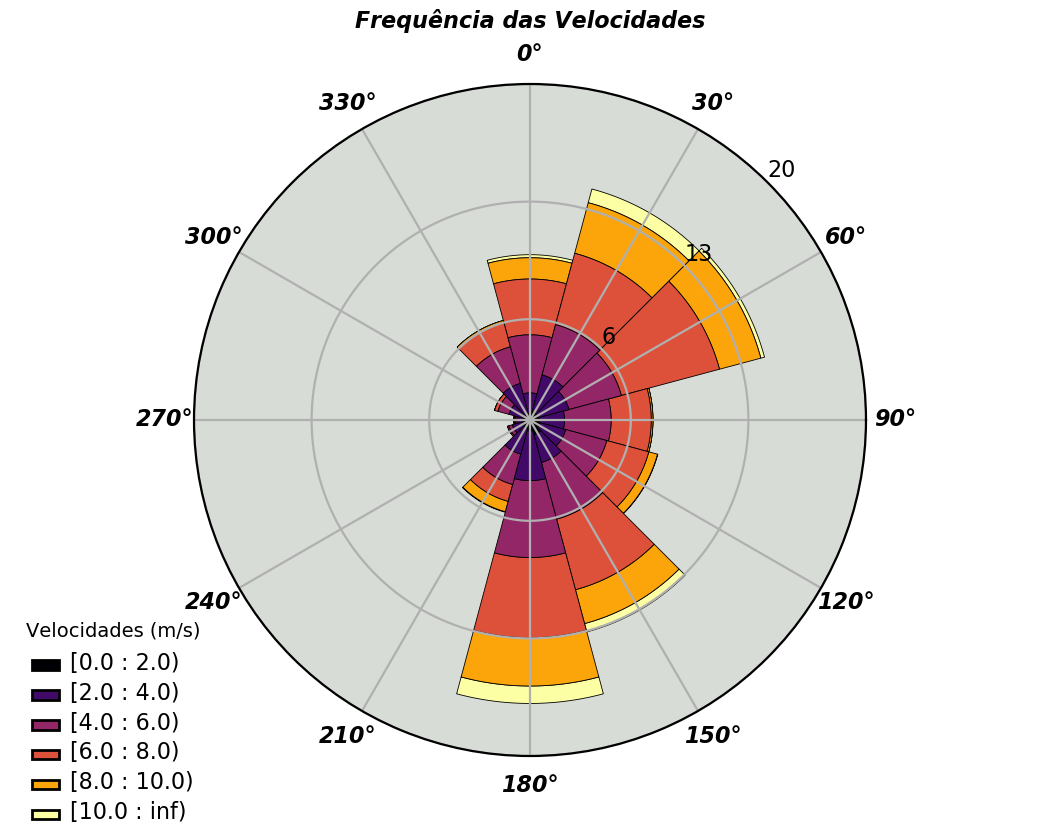 Frequência das Velocidades
0°
330°
30°
20
300°
60°
13
6
270°
90°
240°
120°
210°
150°
180°
Velocidades (m/s)
[0.0 : 2.0)
[2.0 : 4.0)
[4.0 : 6.0)
[6.0 : 8.0)
[8.0 : 10.0)
[10.0 : inf)